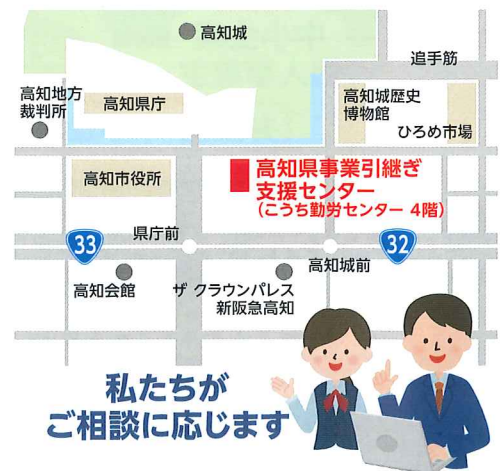 高知城
追手筋
高知地方
裁判所
高知県庁
高知城歴史
博物館
ひろめ市場
高知市役所
高知県事業引継ぎ
支援センター
(こうち勤労センター 4階)
33
県庁前
32
高知城前
高知会館
ザ クラウンパレス
新阪急高知
私たちが
ご相談に応じます